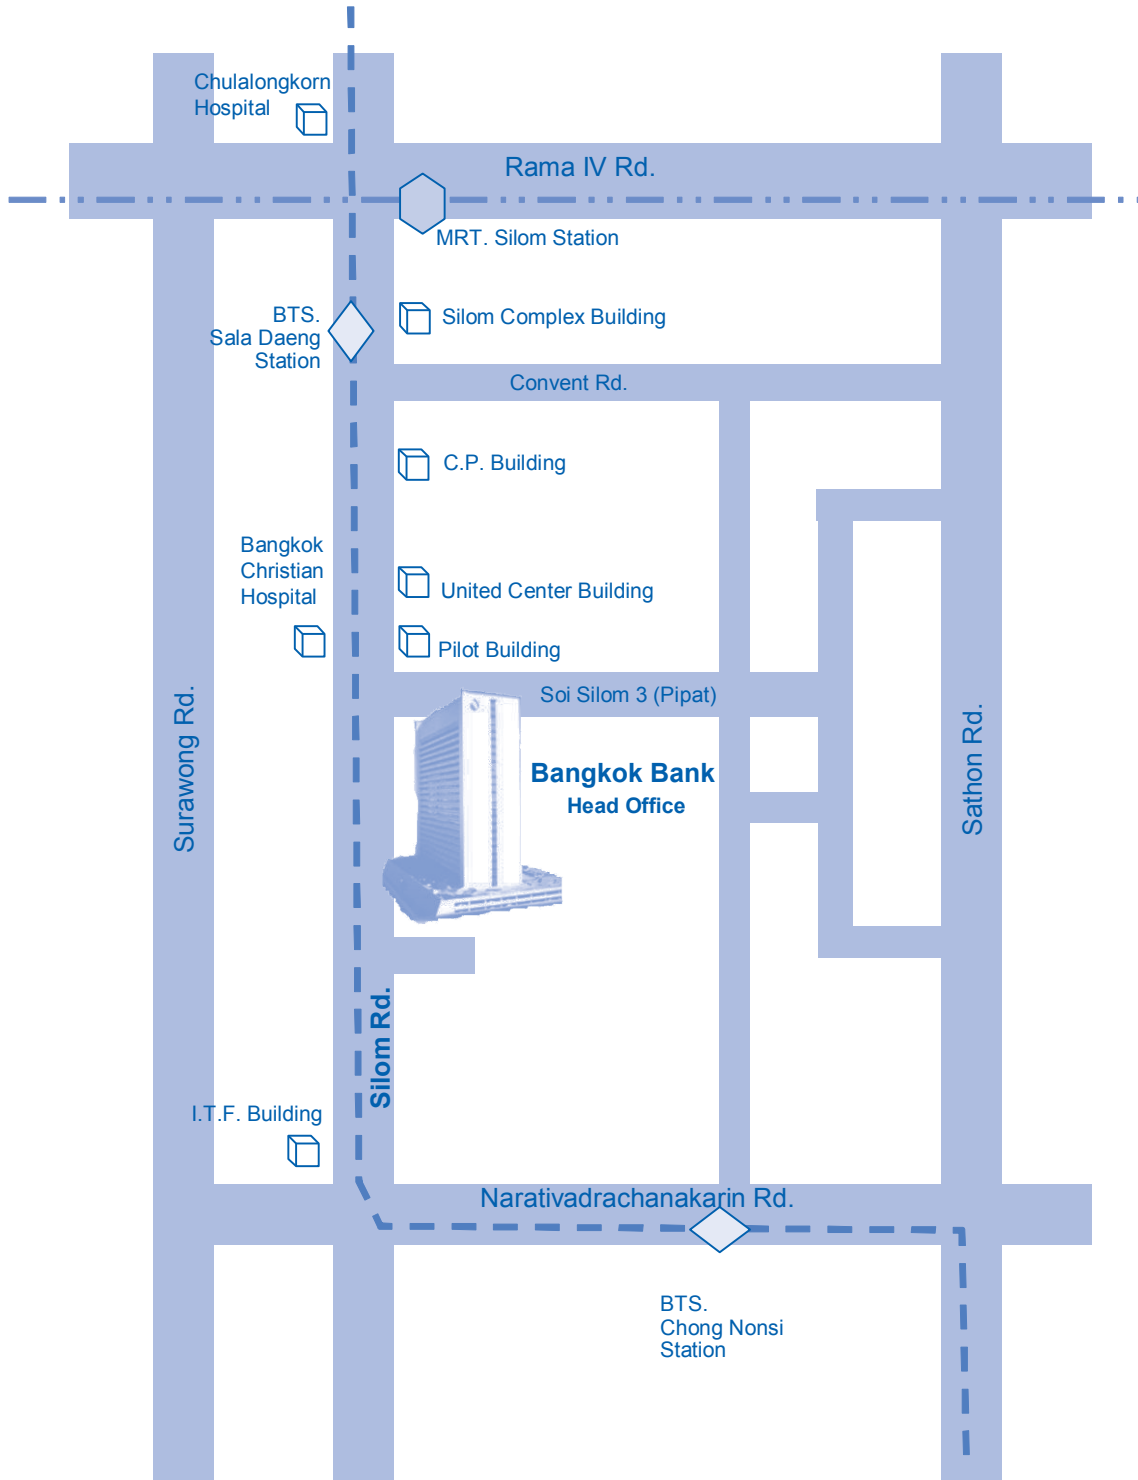 Chulalongkorn
Hospital
Rama IV Rd.
MRT. Silom Station
BTS.
Sala Daeng
Station
Silom Complex Building
Convent Rd.
C.P. Building
Bangkok
Christian
Hospital
United Center Building
Pilot Building
Soi Silom 3 (Pipat)
Surawong Rd.
Bangkok Bank
Head Office
Sathon Rd.
Silom Rd.
I.T.F. Building
Narativadrachanakarin Rd.
BTS.
Chong Nonsi
Station